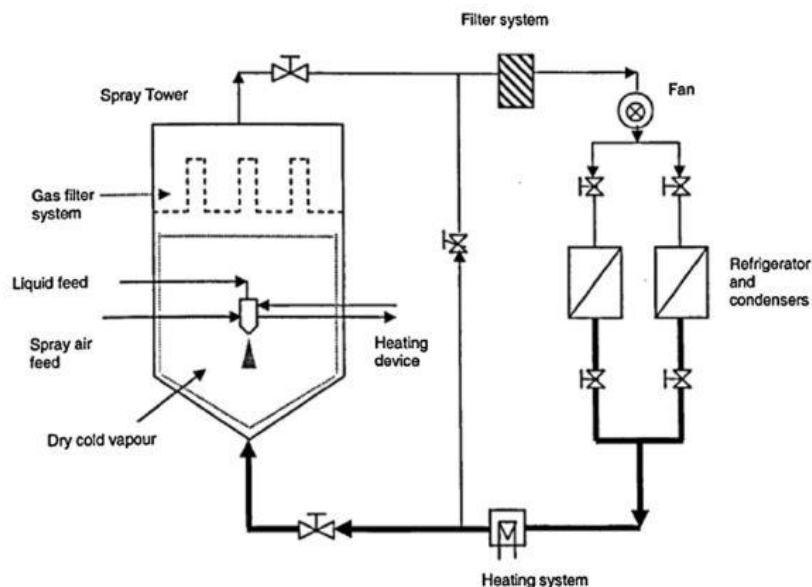 Filter system
Spray Tower
Fan
Gas filter
system
Refrigerator
and
condensers
Liquid feed
Spray air
feed
Heating
device
Dry cold vapour
Heating system